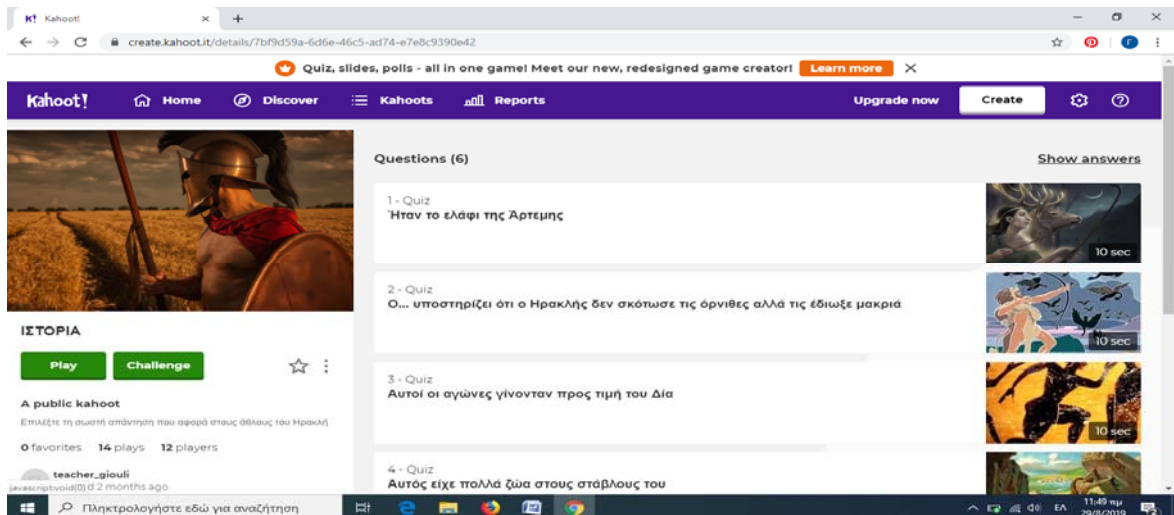 K! Kahoot!
create.kahoot.it/details/7bf9d59a-6d6e-46c5-ad74-e7e8c9390e42
Quiz, slides, polls - all in one game! Meet our new, redesigned game creator! Learn more
Kahoot! Home Discover Kahoots Reports Upgrade now Create
Questions (6) Show answers
1 - Quiz
Ήταν το ελάφι της Άρτεμης
10 sec
2 - Quiz
Ο... υποστηρίζει ότι ο Ηρακλής δεν σκότωσε τις όρνιθες αλλά τις έδιωξε μακριά
10 sec
3 - Quiz
Αυτοί οι αγώνες γίνονταν προς τιμή του Δία
10 sec
4 - Quiz
Αυτός είχε πολλά ζώα στους στάβλους του
ΙΣΤΟΡΙΑ
Play Challenge
A public kahoot
Επιλέξτε τη σωστή απάντηση που αφορά στους άθλους του Ηρακλή
0 favorites 14 plays 12 players
teacher_giouli
javascript:void(0) d 2 months ago
Πληκτρολογήστε εδώ για αναζήτηση
ΕΛ
11:49 πμ
29/8/2019